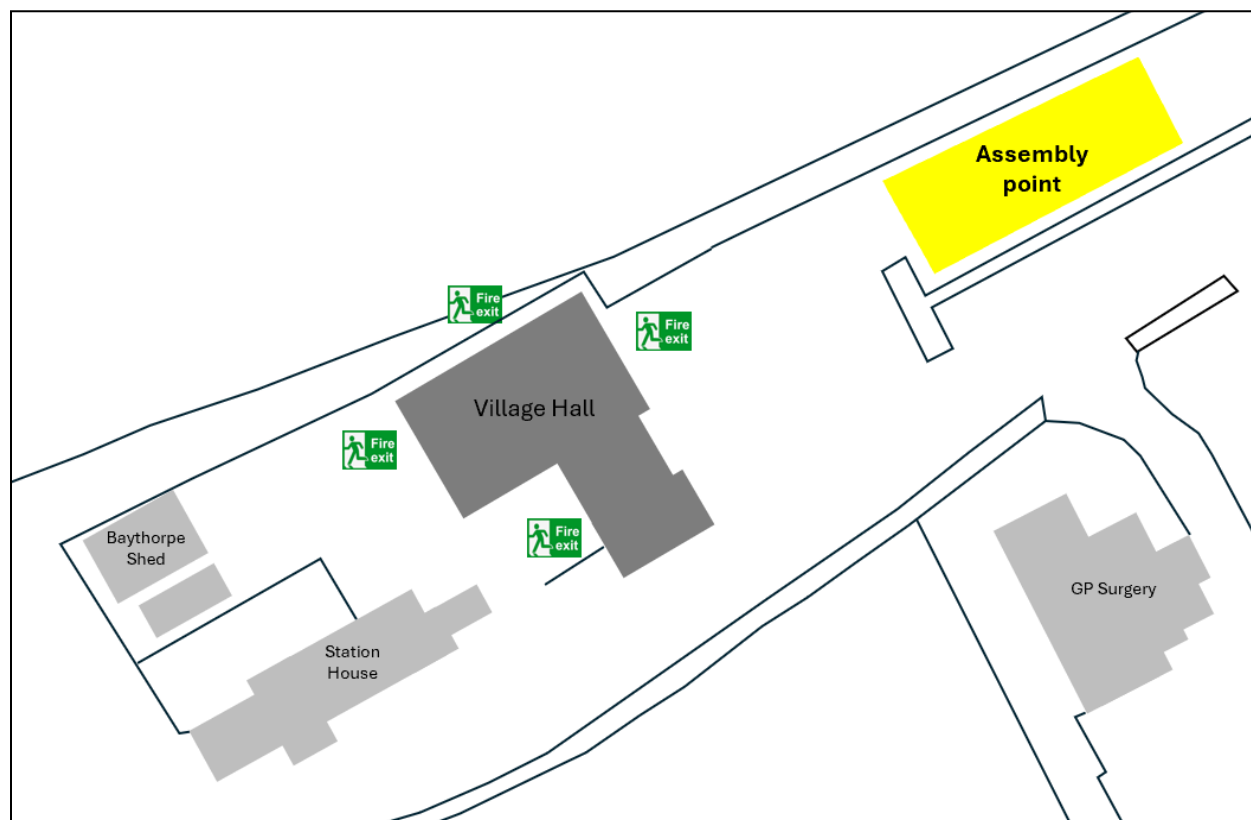 Assembly
point
Fire
exit
Fire
exit
Village Hall
Fire
exit
Fire
exit
Baythorpe
Shed
GP Surgery
Station
House